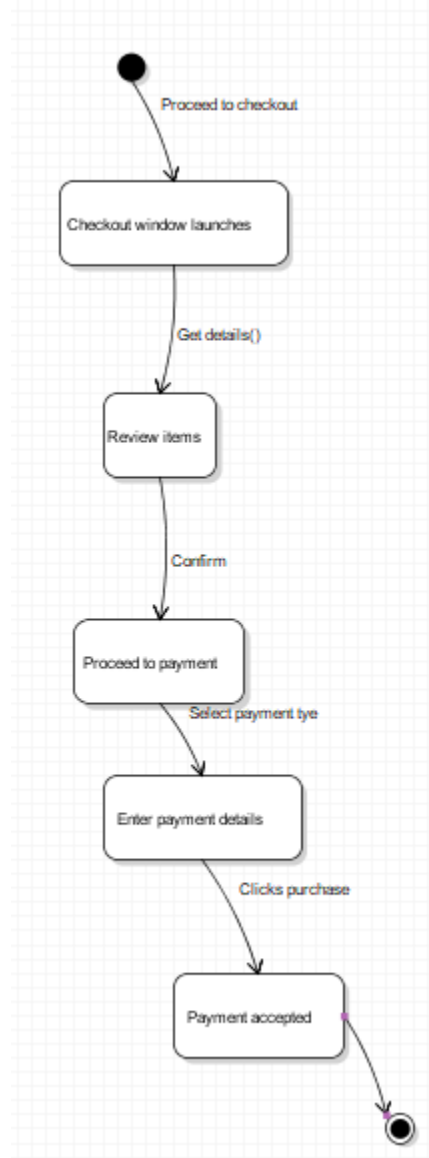 Proceed to checkout
Checkout window launches
Get details()
Review items
Confirm
Proceed to payment
Select payment tye
Enter payment details
Clicks purchase
Payment accepted